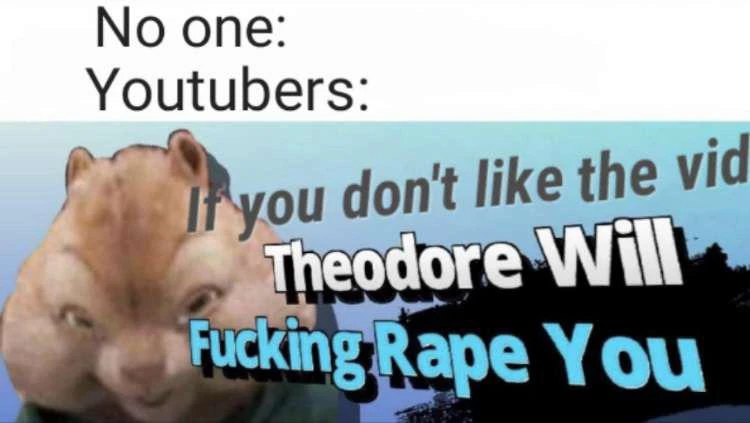 No one:
Youtubers:
If you don't like the vid
Theodore Will
Fucking Rape You